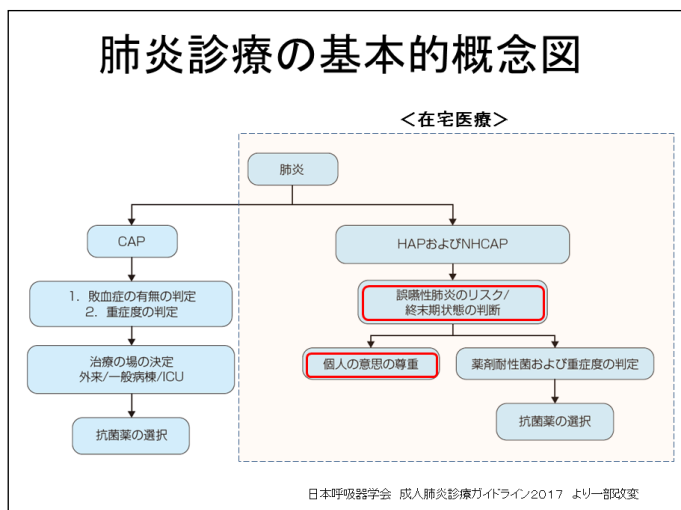 肺炎診療の基本的概念図
＜在宅医療＞
肺炎
CAP
HAPおよびNHCAP
1. 敗血症の有無の判定
2. 重症度の判定
誤嚥性肺炎のリスク/
終末期状態の判断
治療の場の決定
外来/一般病棟/ICU
個人の意思の尊重
薬剤耐性菌および重症度の判定
抗菌薬の選択
抗菌薬の選択
日本呼吸器学会 成人肺炎診療ガイドライン2017 より一部改変